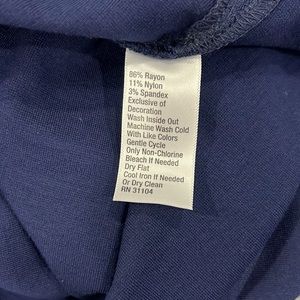 86% Rayon
11% Nylon
3% Spandex
Exclusive of
Decoration
Wash Inside Out
Machine Wash Cold
With Like Colors
Gentle Cycle
Only Non-Chlorine
Bleach If Needed
Dry Flat
Cool Iron If Needed
Or Dry Clean
RN 31104